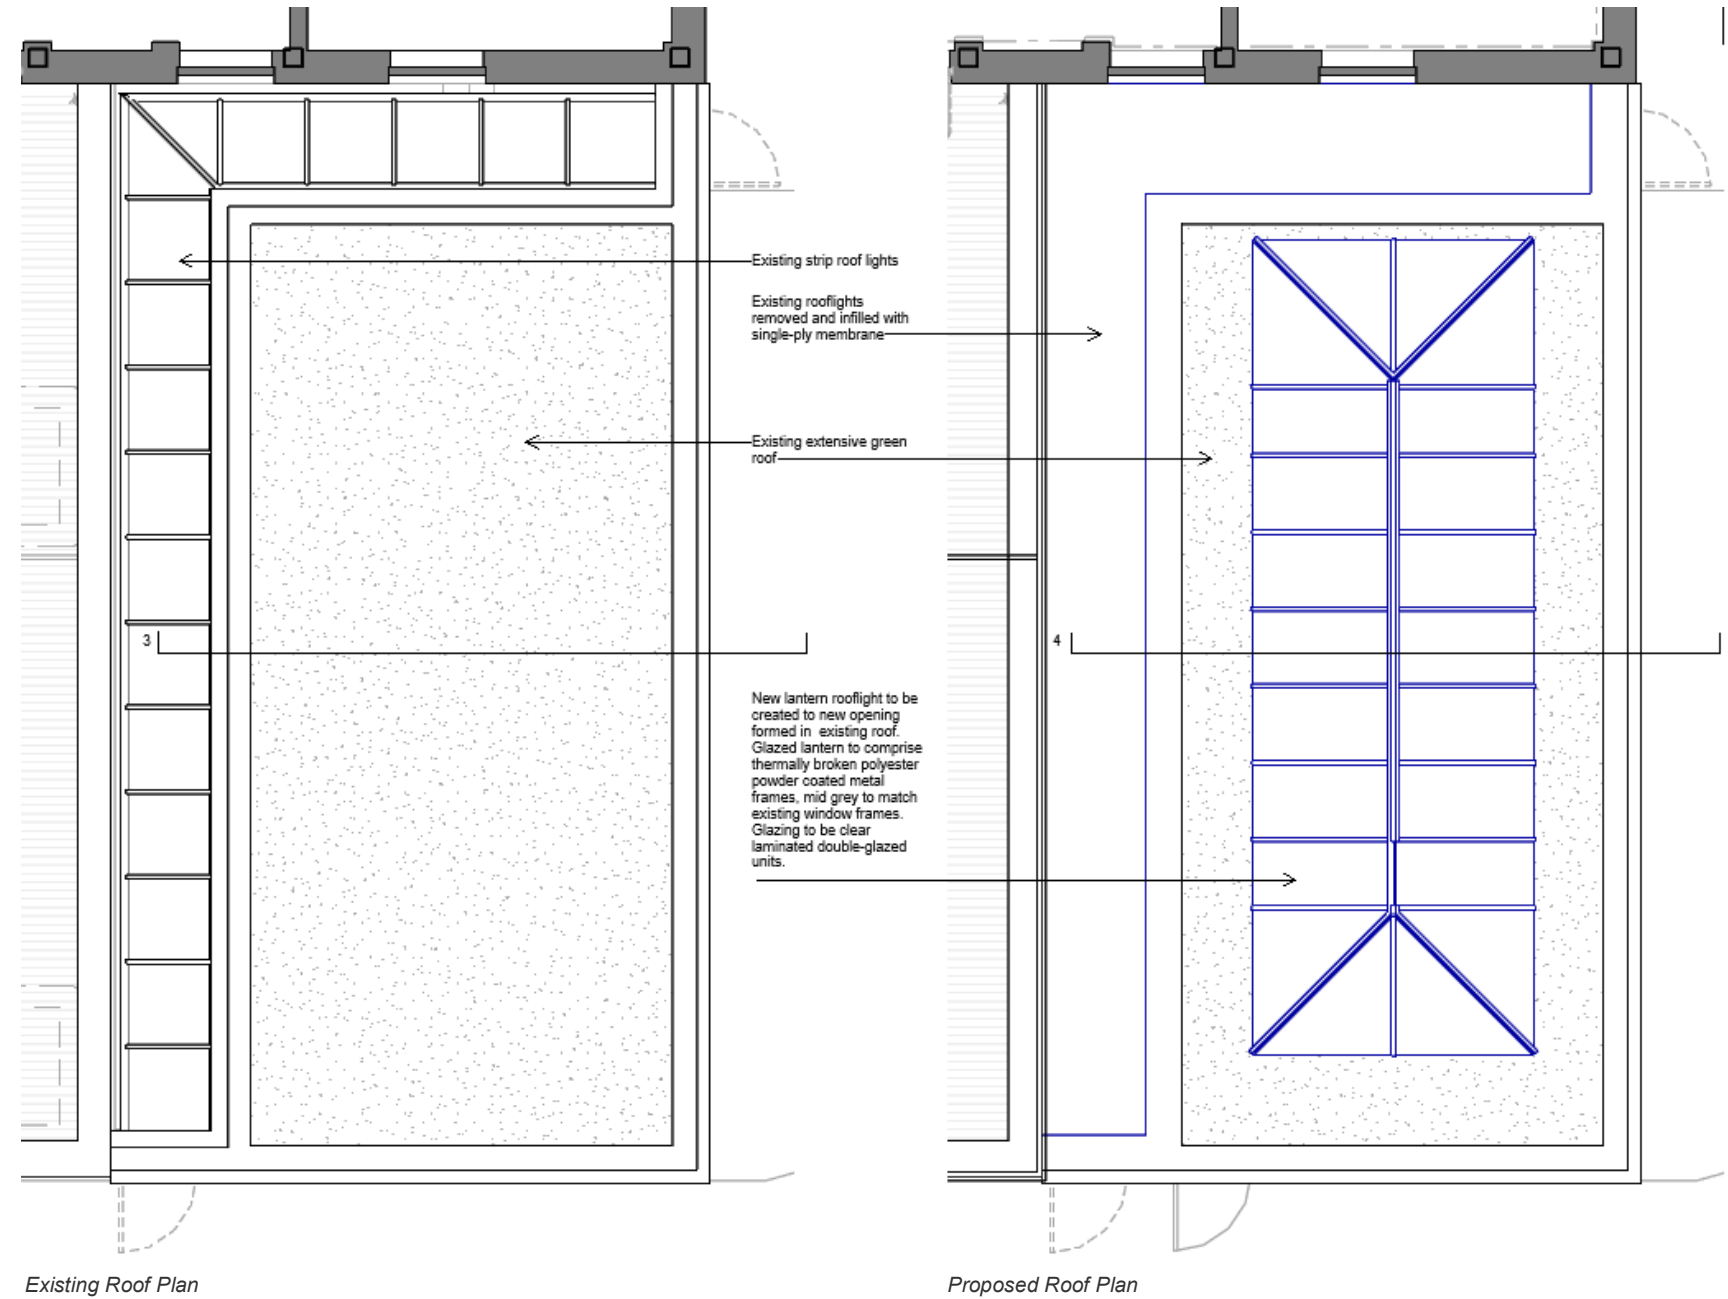 Existing strip roof lights
Existing rooflights
removed and infilled with
single-ply membrane
Existing extensive green
roof
3
4
New lantern rooflight to be
created to new opening
formed in existing roof.
Glazed lantern to comprise
thermally broken polyester
powder coated metal
frames, mid grey to match
existing window frames.
Glazing to be clear
laminated double-glazed
units.
Existing Roof Plan
Proposed Roof Plan